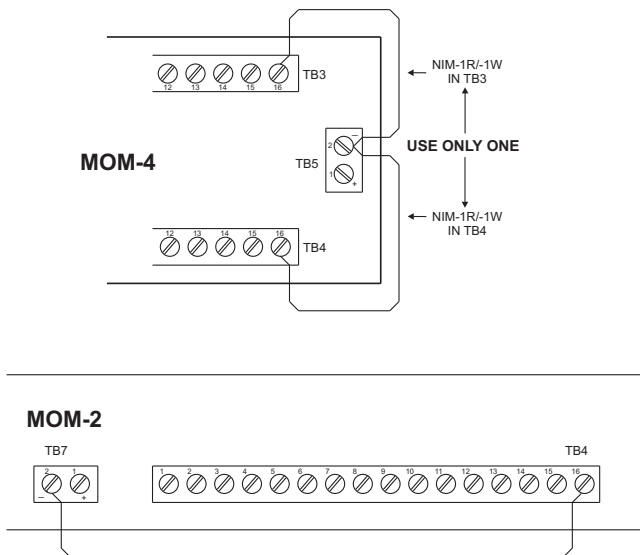 12 13 14 15 16
TB3
NIM-1R/-1W
IN TB3
MOM-4
TB5
2 −
1 +
USE ONLY ONE
12 13 14 15 16
TB4
NIM-1R/-1W
IN TB4
MOM-2
TB7
2 1
− +
TB4
1 2 3 4 5 6 7 8 9 10 11 12 13 14 15 16